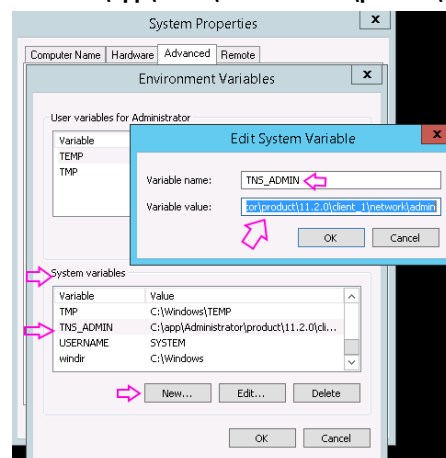 System Properties
x
Computer Name Hardware Advanced Remote
Environment Variables
x
User variables for Administrator
Variable
TEMP
TMP
Edit System Variable
x
Variable name: TNS_ADMIN
Variable value: tor\product\11.2.0\client_1\network\admin
OK Cancel
System variables
Variable Value
TMP C:\Windows\TEMP
TNS_ADMIN C:\app\Administrator\product\11.2.0\cli...
USERNAME SYSTEM
windir C:\Windows
New... Edit... Delete
OK Cancel